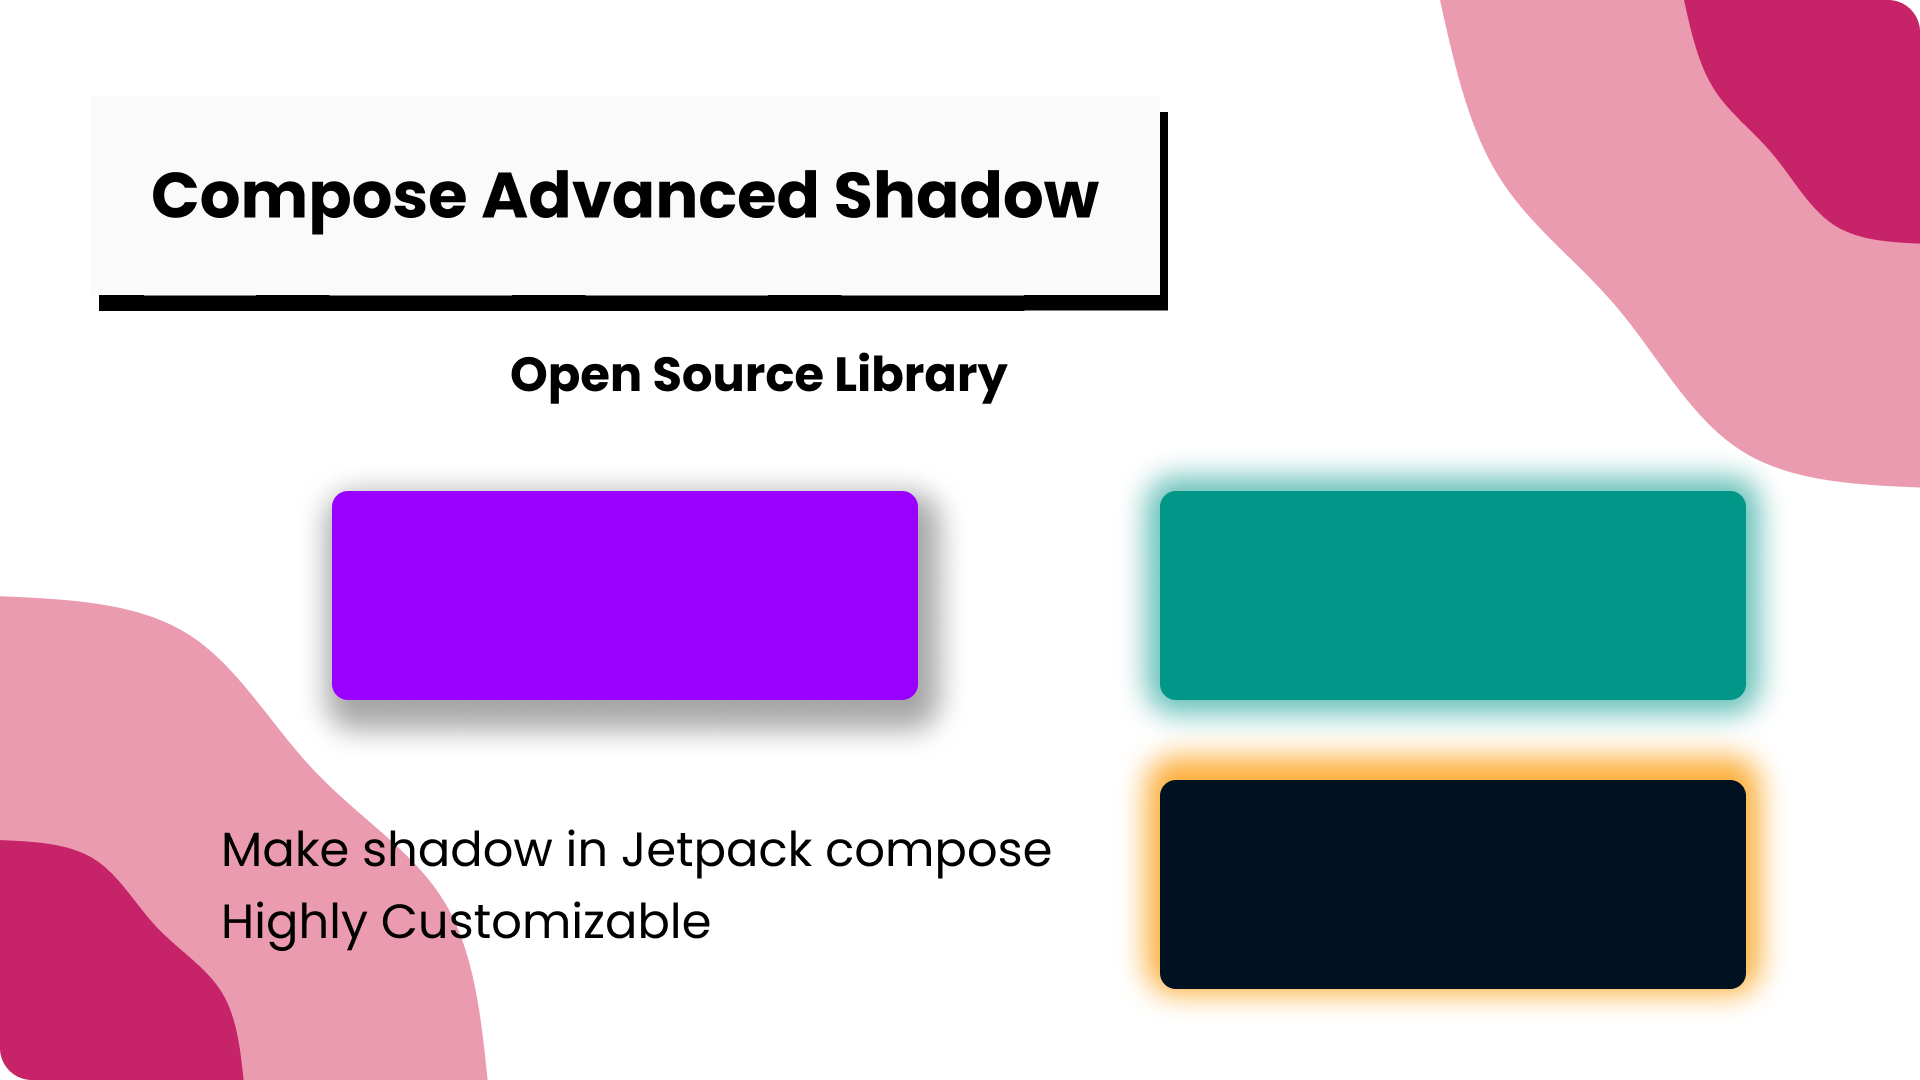 Compose Advanced Shadow
Open Source Library
Make shadow in Jetpack compose
Highly Customizable